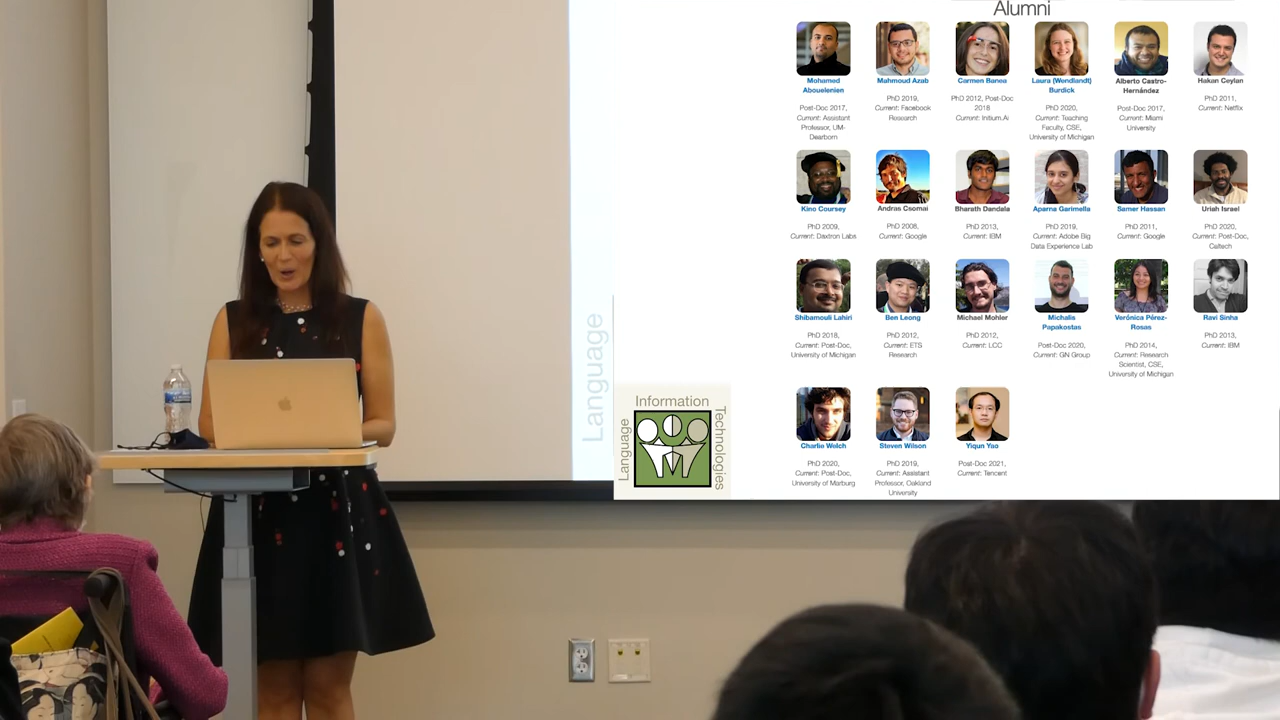 Alumni
Mohamed
Abouelenien
Post-Doc 2017,
Current: Assistant
Professor, UM-
Dearborn
Mahmoud Azab
PhD 2019,
Current: Facebook
Research
Carmen Banea
PhD 2012, Post-Doc
2018
Current: Initium.Ai
Laura (Wendlandt)
Burdick
PhD 2020,
Current: Teaching
Faculty, CSE,
University of Michigan
Alberto Castro-
Hernández
Post-Doc 2017,
Current: Miami
University
Hakan Ceylan
PhD 2011,
Current: Netflix
Kino Coursey
PhD 2009,
Current: Daxtron Labs
Andras Csomai
PhD 2008,
Current: Google
Bharath Dandala
PhD 2013,
Current: IBM
Aparna Garimella
PhD 2019,
Current: Adobe Big
Data Experience Lab
Samer Hassan
PhD 2011,
Current: Google
Uriah Israel
PhD 2020,
Current: Post-Doc,
Caltech
Shibamouli Lahiri
PhD 2018,
Current: Post-Doc,
University of Michigan
Ben Leong
PhD 2012,
Current: ETS
Research
Michael Mohler
PhD 2012,
Current: LCC
Michalis
Papakostas
Post-Doc 2020,
Current: GN Group
Verónica Pérez-
Rosas
PhD 2014,
Current: Research
Scientist, CSE,
University of Michigan
Ravi Sinha
PhD 2013,
Current: IBM
Charlie Welch
PhD 2020,
Current: Post-Doc,
University of Marburg
Steven Wilson
PhD 2019,
Current: Assistant
Professor, Oakland
University
Yiqun Yao
Post-Doc 2021,
Current: Tencent
Language
Language
Information
Technologies